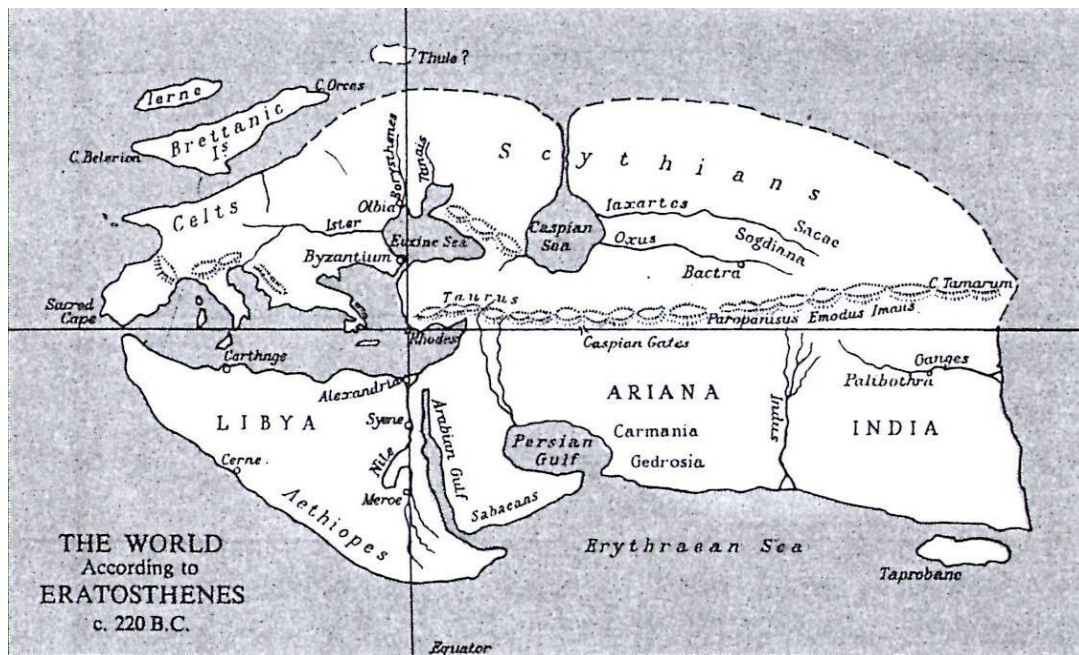 Thule?
Ierne
C. Orcas
Brettanic
Is
C. Belerion
Scythians
Borysthenes
Tanais
Celts
Olbia
Ister
Euxine Sea
Caspian
Sea
Iaxartes
Sacae
Sogdiana
Oxus
Byzantium
Bactra
Sacred
Cape
Taurus
C. Tamarum
Paropanisus Emodus Imaus
Rhodes
Caspian Gates
Carthage
Ganges
Palibothra
Alexandria
ARIANA
LIBYA
Syene
Arabian Gulf
Persian
Gulf
Carmania
Indus
INDIA
Gedrosia
Nile
Cerne
Meroe
Sabaeans
Aethiopes
Erythraean Sea
THE WORLD
According to
ERATOSTHENES
c. 220 B.C.
Taprobane
Equator